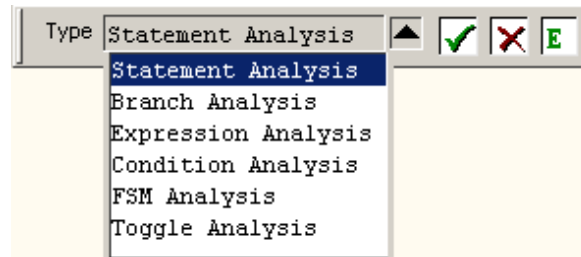 Type Statement Analysis E
Statement Analysis
Branch Analysis
Expression Analysis
Condition Analysis
FSM Analysis
Toggle Analysis